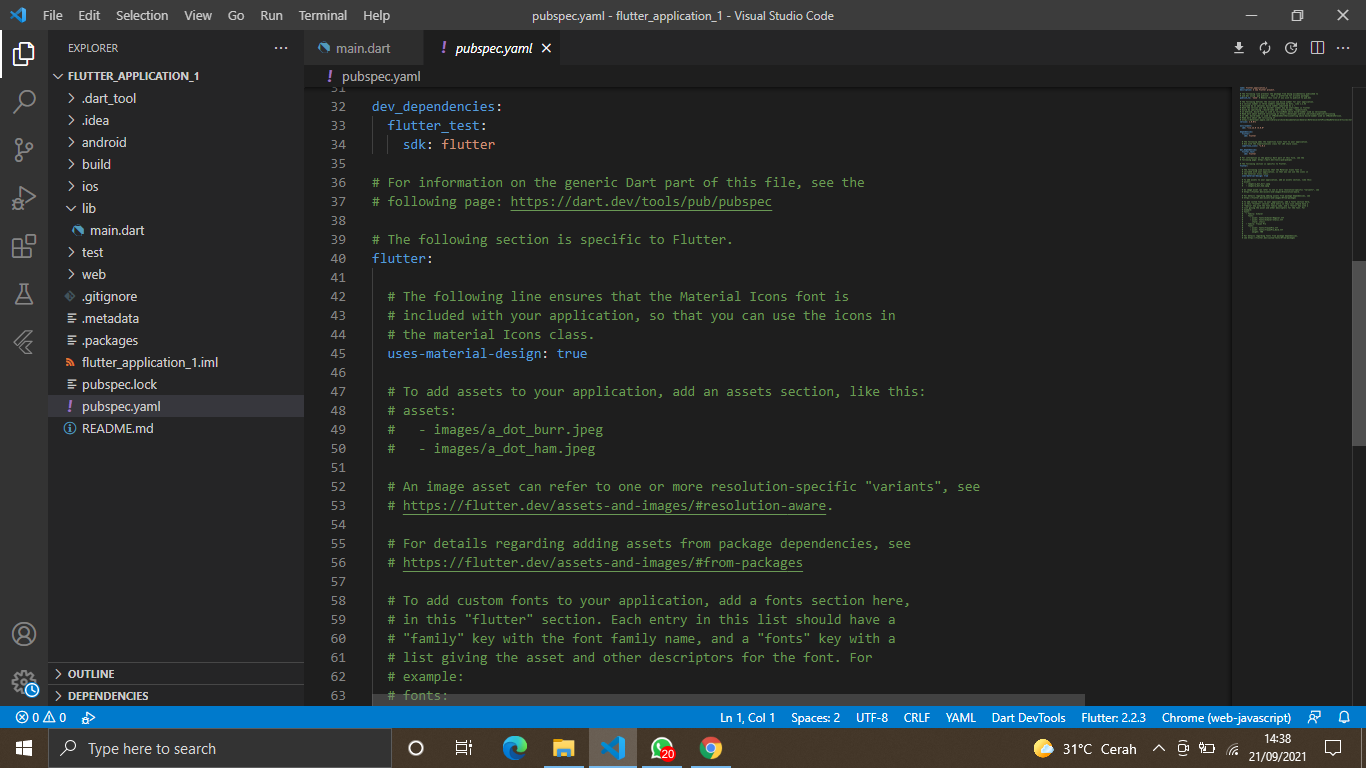 File Edit Selection View Go Run Terminal Help
pubspec.yaml - flutter_application_1 - Visual Studio Code
EXPLORER
FLUTTER_APPLICATION_1
.dart_tool
.idea
android
build
ios
lib
main.dart
test
web
.gitignore
.metadata
.packages
flutter_application_1.iml
pubspec.lock
pubspec.yaml
README.md
OUTLINE
DEPENDENCIES
main.dart
! pubspec.yaml
! pubspec.yaml
31
32 dev_dependencies:
33 flutter_test:
34 sdk: flutter
35
36 # For information on the generic Dart part of this file, see the
37 # following page: https://dart.dev/tools/pub/pubspec
38
39 # The following section is specific to Flutter.
40 flutter:
41
42 # The following line ensures that the Material Icons font is
43 # included with your application, so that you can use the icons in
44 # the material Icons class.
45 uses-material-design: true
46
47 # To add assets to your application, add an assets section, like this:
48 # assets:
49 #   - images/a_dot_burr.jpeg
50 #   - images/a_dot_ham.jpeg
51
52 # An image asset can refer to one or more resolution-specific "variants", see
53 # https://flutter.dev/assets-and-images/#resolution-aware.
54
55 # For details regarding adding assets from package dependencies, see
56 # https://flutter.dev/assets-and-images/#from-packages
57
58 # To add custom fonts to your application, add a fonts section here,
59 # in this "flutter" section. Each entry in this list should have a
60 # "family" key with the font family name, and a "fonts" key with a
61 # list giving the asset and other descriptors for the font. For
62 # example:
63 # fonts:
0 0
Ln 1, Col 1 Spaces: 2 UTF-8 CRLF YAML Dart DevTools Flutter: 2.2.3 Chrome (web-javascript)
Type here to search
20
31°C Cerah
14:38
21/09/2021